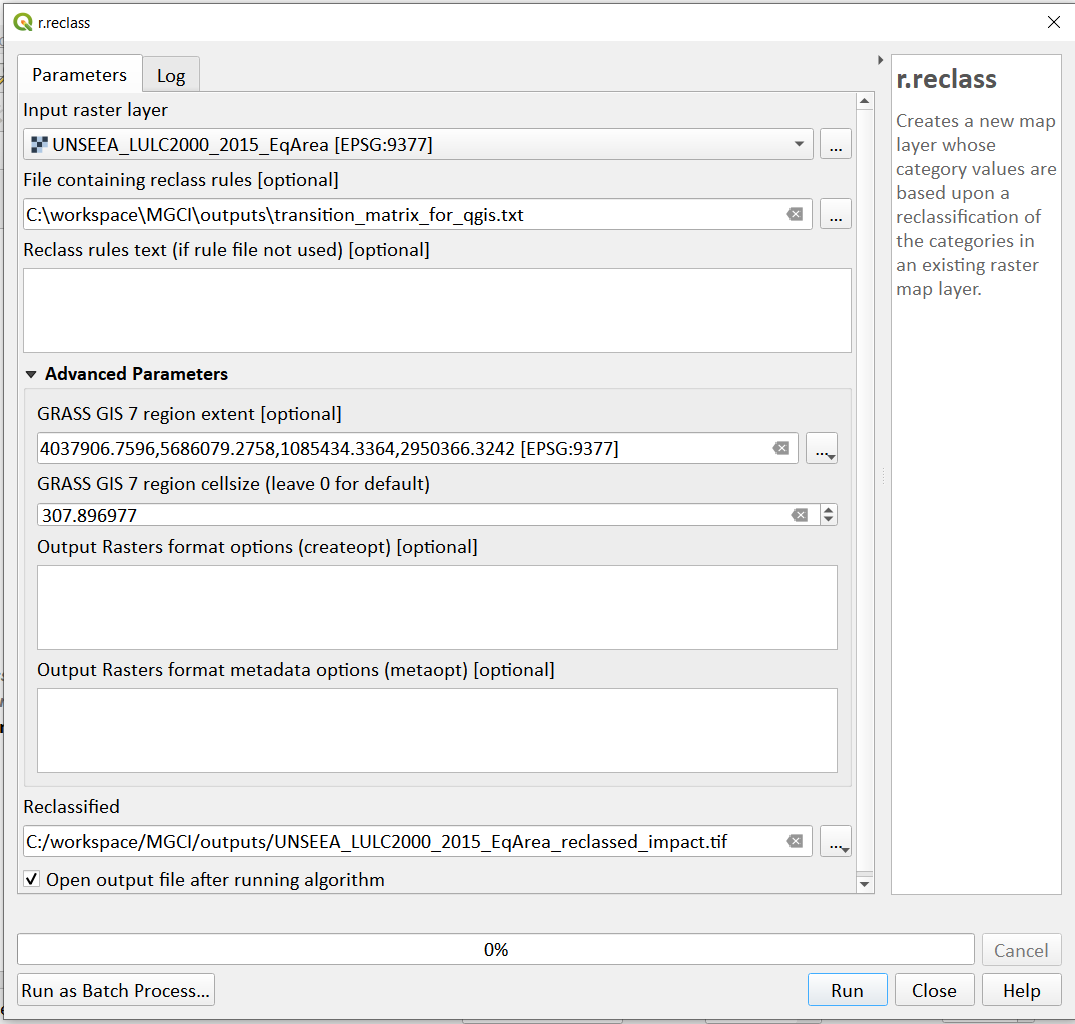 r.reclass
Parameters
Log
Input raster layer
UNSEEA_LULC2000_2015_EqArea [EPSG:9377]
...
File containing reclass rules [optional]
C:\workspace\MGCI\outputs\transition_matrix_for_qgis.txt
...
Reclass rules text (if rule file not used) [optional]
Advanced Parameters
GRASS GIS 7 region extent [optional]
4037906.7596,5686079.2758,1085434.3364,2950366.3242 [EPSG:9377]
...
GRASS GIS 7 region cellsize (leave 0 for default)
307.896977
Output Rasters format options (createopt) [optional]
Output Rasters format metadata options (metaopt) [optional]
Reclassified
C:/workspace/MGCI/outputs/UNSEEA_LULC2000_2015_EqArea_reclassed_impact.tif
...
Open output file after running algorithm
r.reclass
Creates a new map
layer whose
category values are
based upon a
reclassification of
the categories in
an existing raster
map layer.
0%
Cancel
Run as Batch Process...
Run
Close
Help